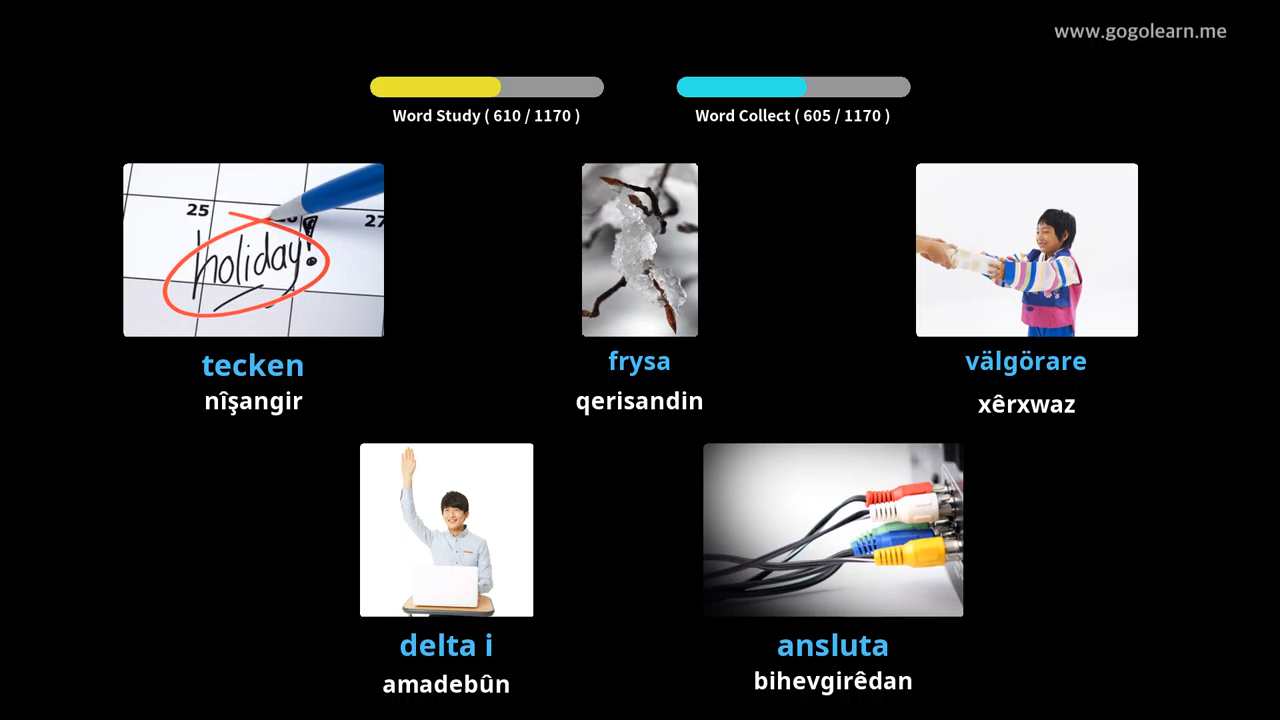 www.gogolearn.me
Word Study ( 610 / 1170 )
Word Collect ( 605 / 1170 )
25
27
holiday!
tecken
nîşangir
frysa
qerisandin
välgörare
xêrxwaz
delta i
amadebûn
ansluta
bihevgirêdan